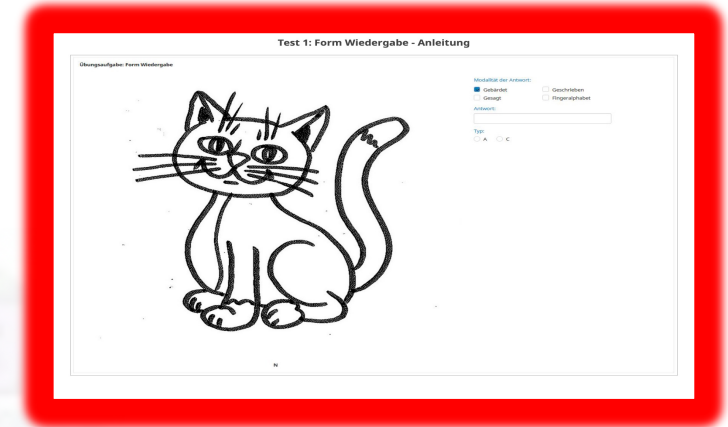 Test 1: Form Wiedergabe - Anleitung
Übungsaufgabe: Form Wiedergabe
Modalität der Antwort:
Gebärdet Geschrieben
Gesagt Fingeralphabet
Antwort:
Typ:
A C
N